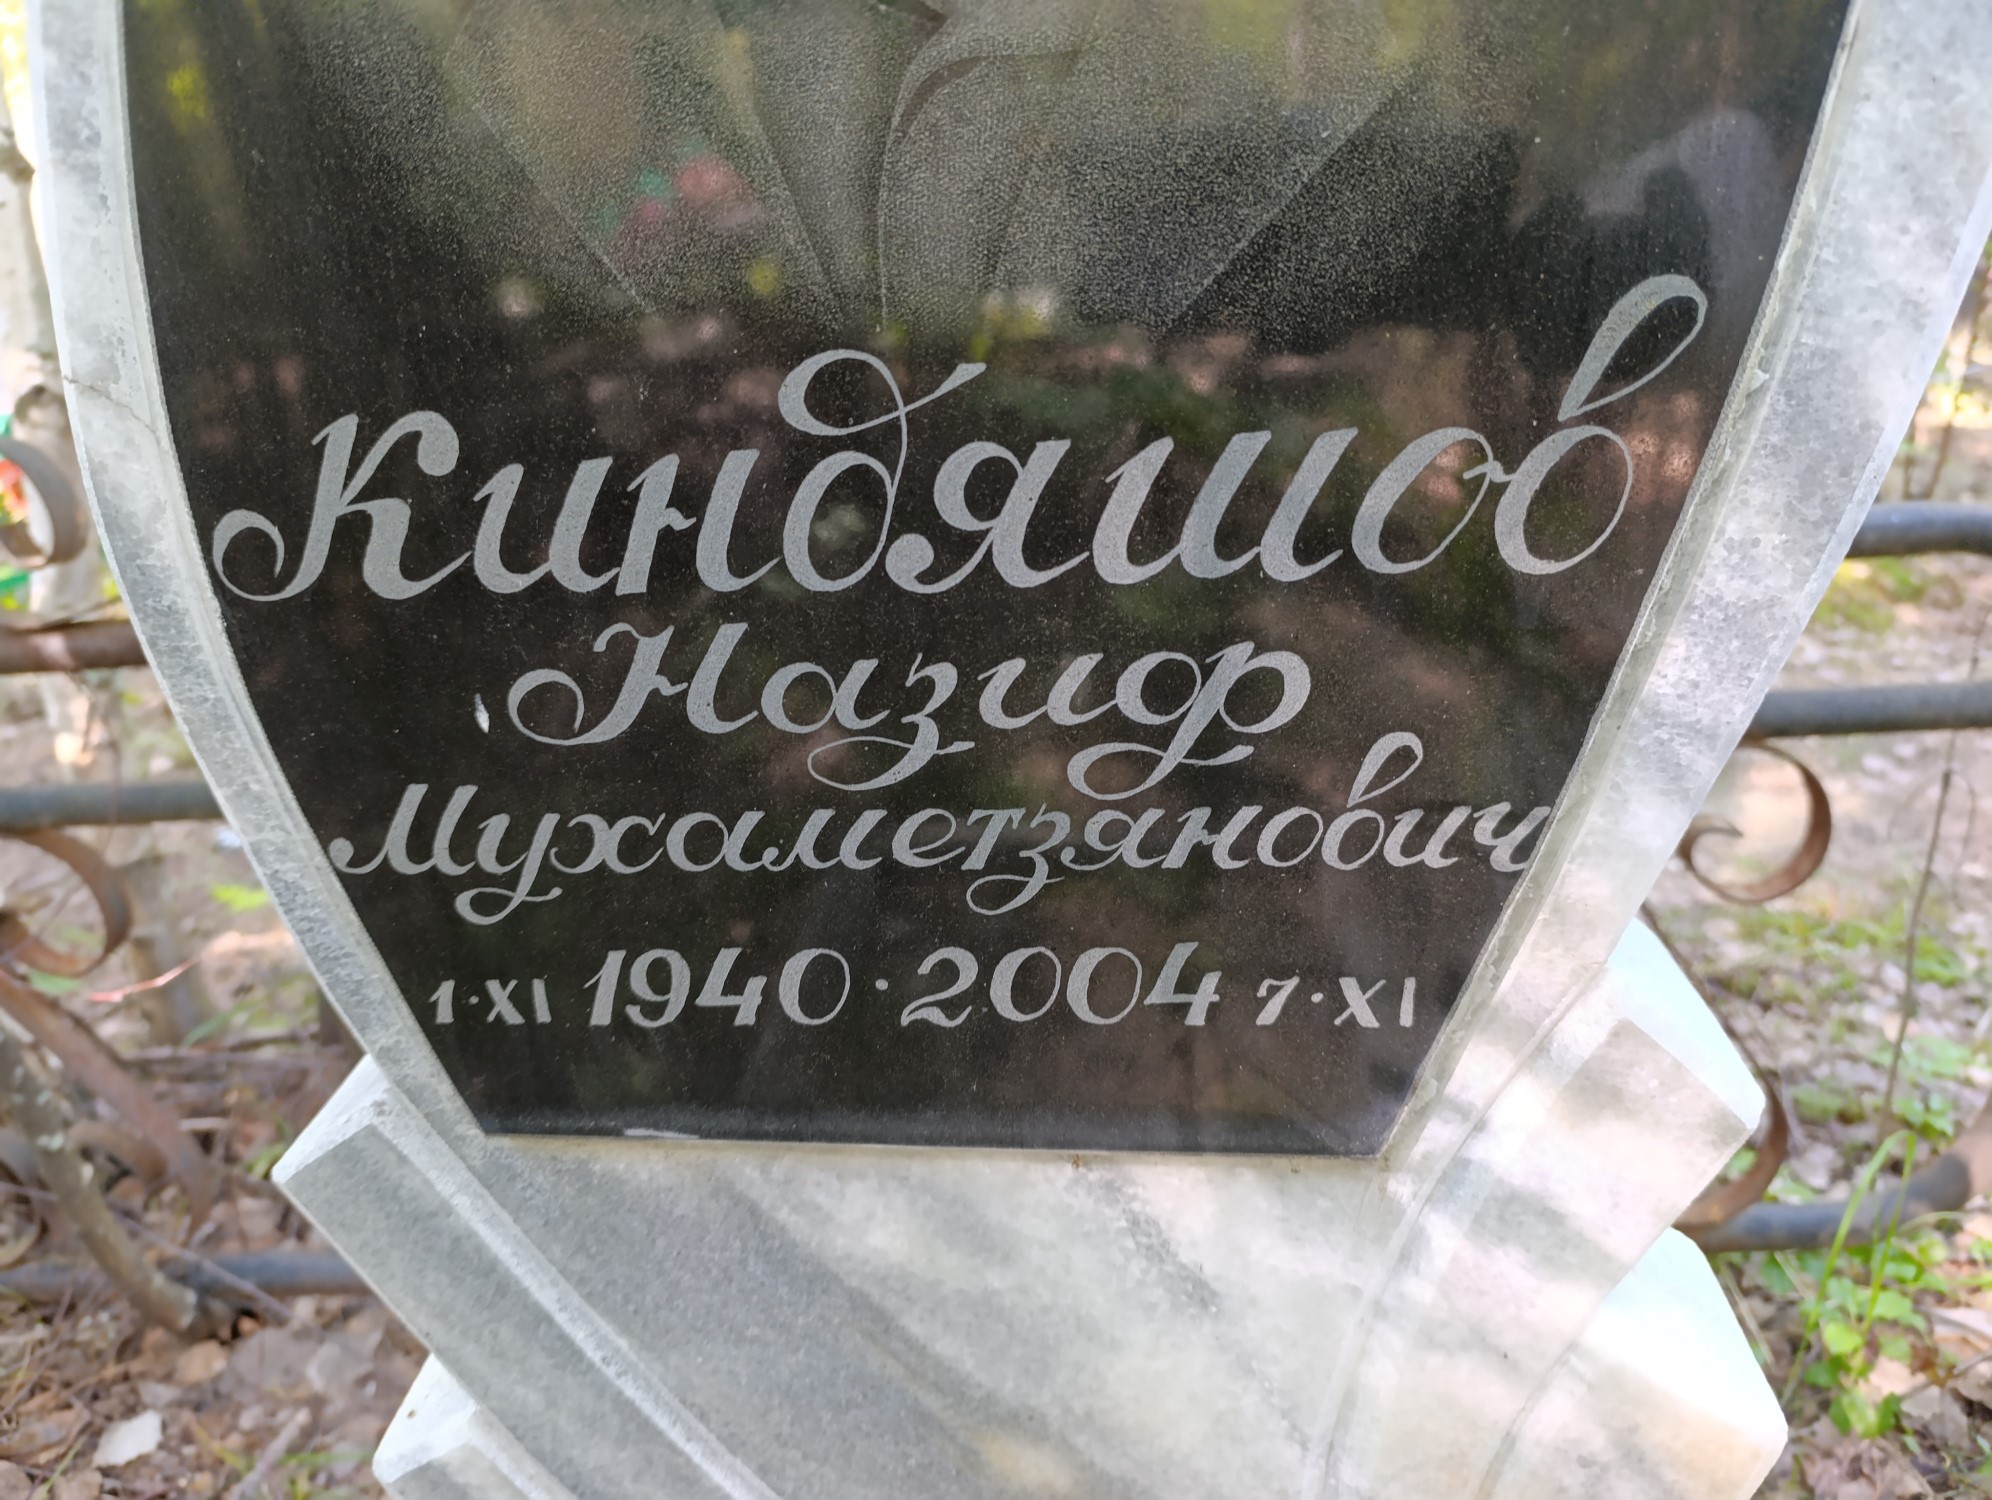 Киндяшов
Назиф
Мухаметзянович
1·XI 1940·2004 7·XI